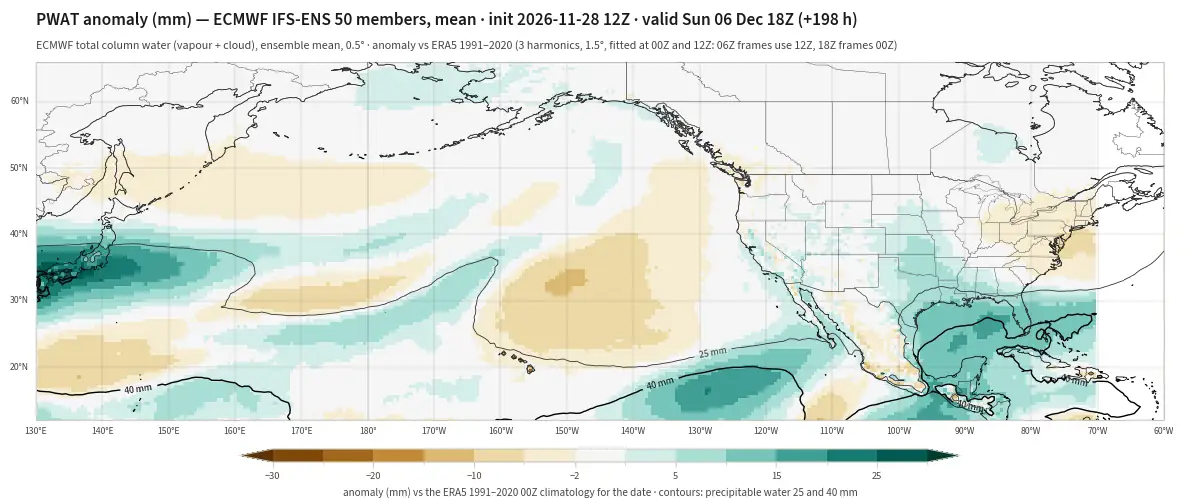 PWAT anomaly (mm) — ECMWF IFS-ENS 50 members, mean · init 2026-11-28 12Z · valid Sun 06 Dec 18Z (+198 h)
ECMWF total column water (vapour + cloud), ensemble mean, 0.5° · anomaly vs ERA5 1991–2020 (3 harmonics, 1.5°, fitted at 00Z and 12Z: 06Z frames use 12Z, 18Z frames 00Z)
60°N
50°N
40°N
30°N
25 mm
20°N
40 mm
40 mm
130°E 140°E 150°E 160°E 170°E 180° 170°W 160°W 150°W 140°W 130°W 120°W 110°W 100°W 90°W 80°W 70°W 60°W
−30 −20 −10 −2 5 15 25
anomaly (mm) vs the ERA5 1991–2020 00Z climatology for the date · contours: precipitable water 25 and 40 mm